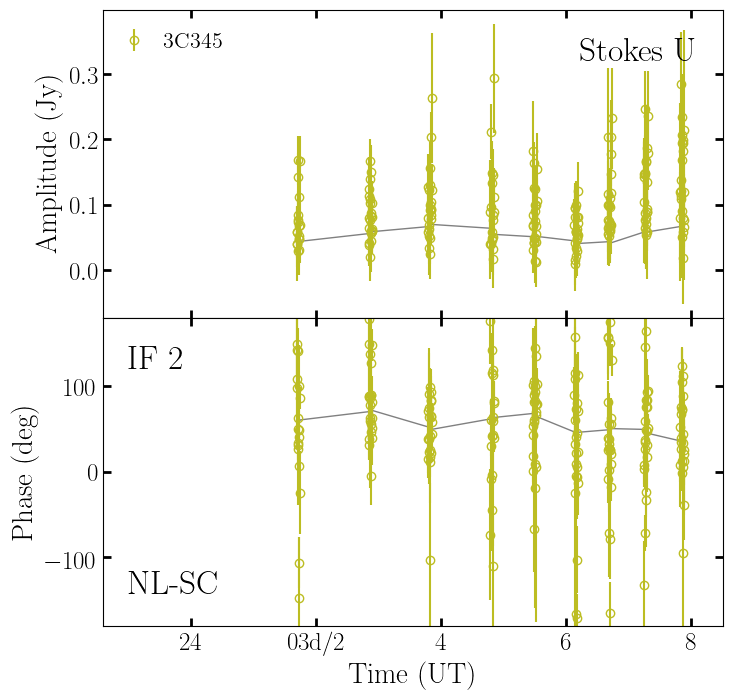 3C345
Stokes U
Amplitude (Jy)
0.3
0.2
0.1
0.0
IF 2
Phase (deg)
100
0
−100
NL-SC
24 03d/2 4 6 8
Time (UT)